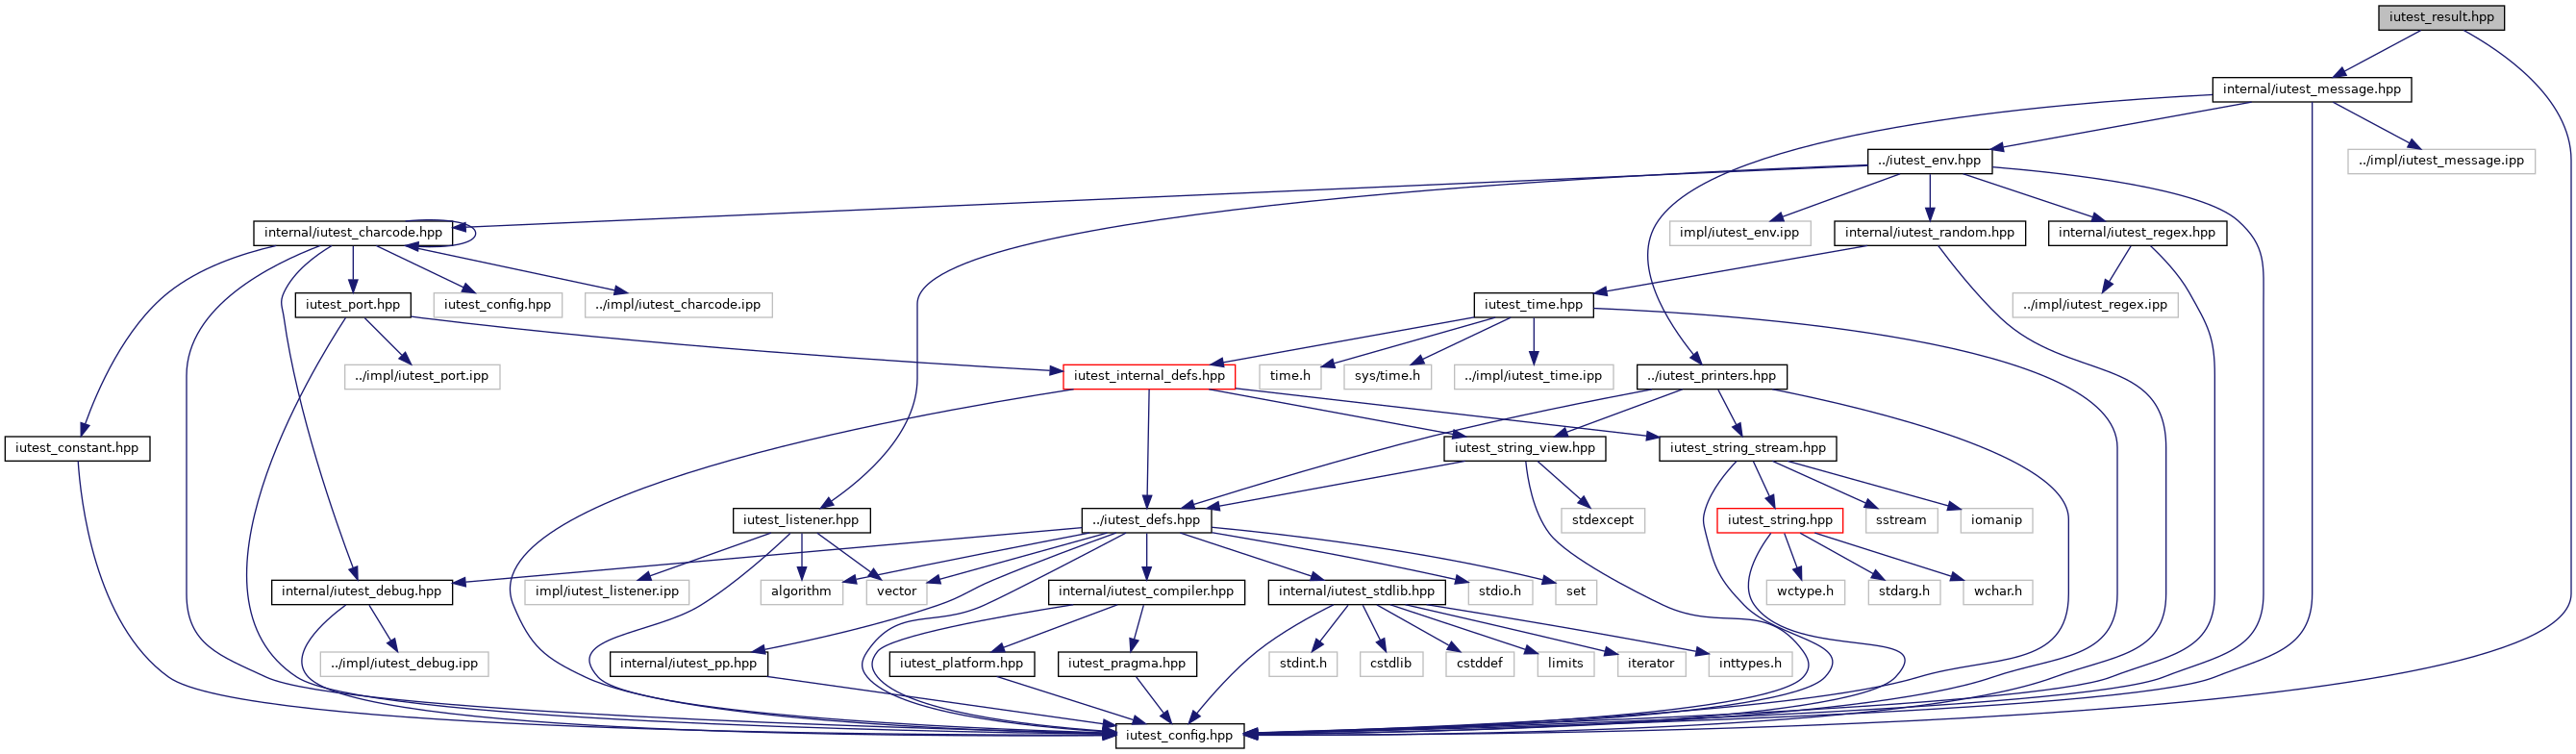 iutest_result.hpp
internal/iutest_message.hpp
../iutest_env.hpp
../impl/iutest_message.ipp
internal/iutest_charcode.hpp
impl/iutest_env.ipp
internal/iutest_random.hpp
internal/iutest_regex.hpp
iutest_port.hpp
iutest_config.hpp
../impl/iutest_charcode.ipp
iutest_time.hpp
../impl/iutest_regex.ipp
../impl/iutest_port.ipp
iutest_internal_defs.hpp
time.h
sys/time.h
../impl/iutest_time.ipp
../iutest_printers.hpp
iutest_constant.hpp
iutest_string_view.hpp
iutest_string_stream.hpp
iutest_listener.hpp
../iutest_defs.hpp
stdexcept
iutest_string.hpp
sstream
iomanip
internal/iutest_debug.hpp
impl/iutest_listener.ipp
algorithm
vector
internal/iutest_compiler.hpp
internal/iutest_stdlib.hpp
stdio.h
set
wctype.h
stdarg.h
wchar.h
../impl/iutest_debug.ipp
internal/iutest_pp.hpp
iutest_platform.hpp
iutest_pragma.hpp
stdint.h
cstdlib
cstddef
limits
iterator
inttypes.h
iutest_config.hpp